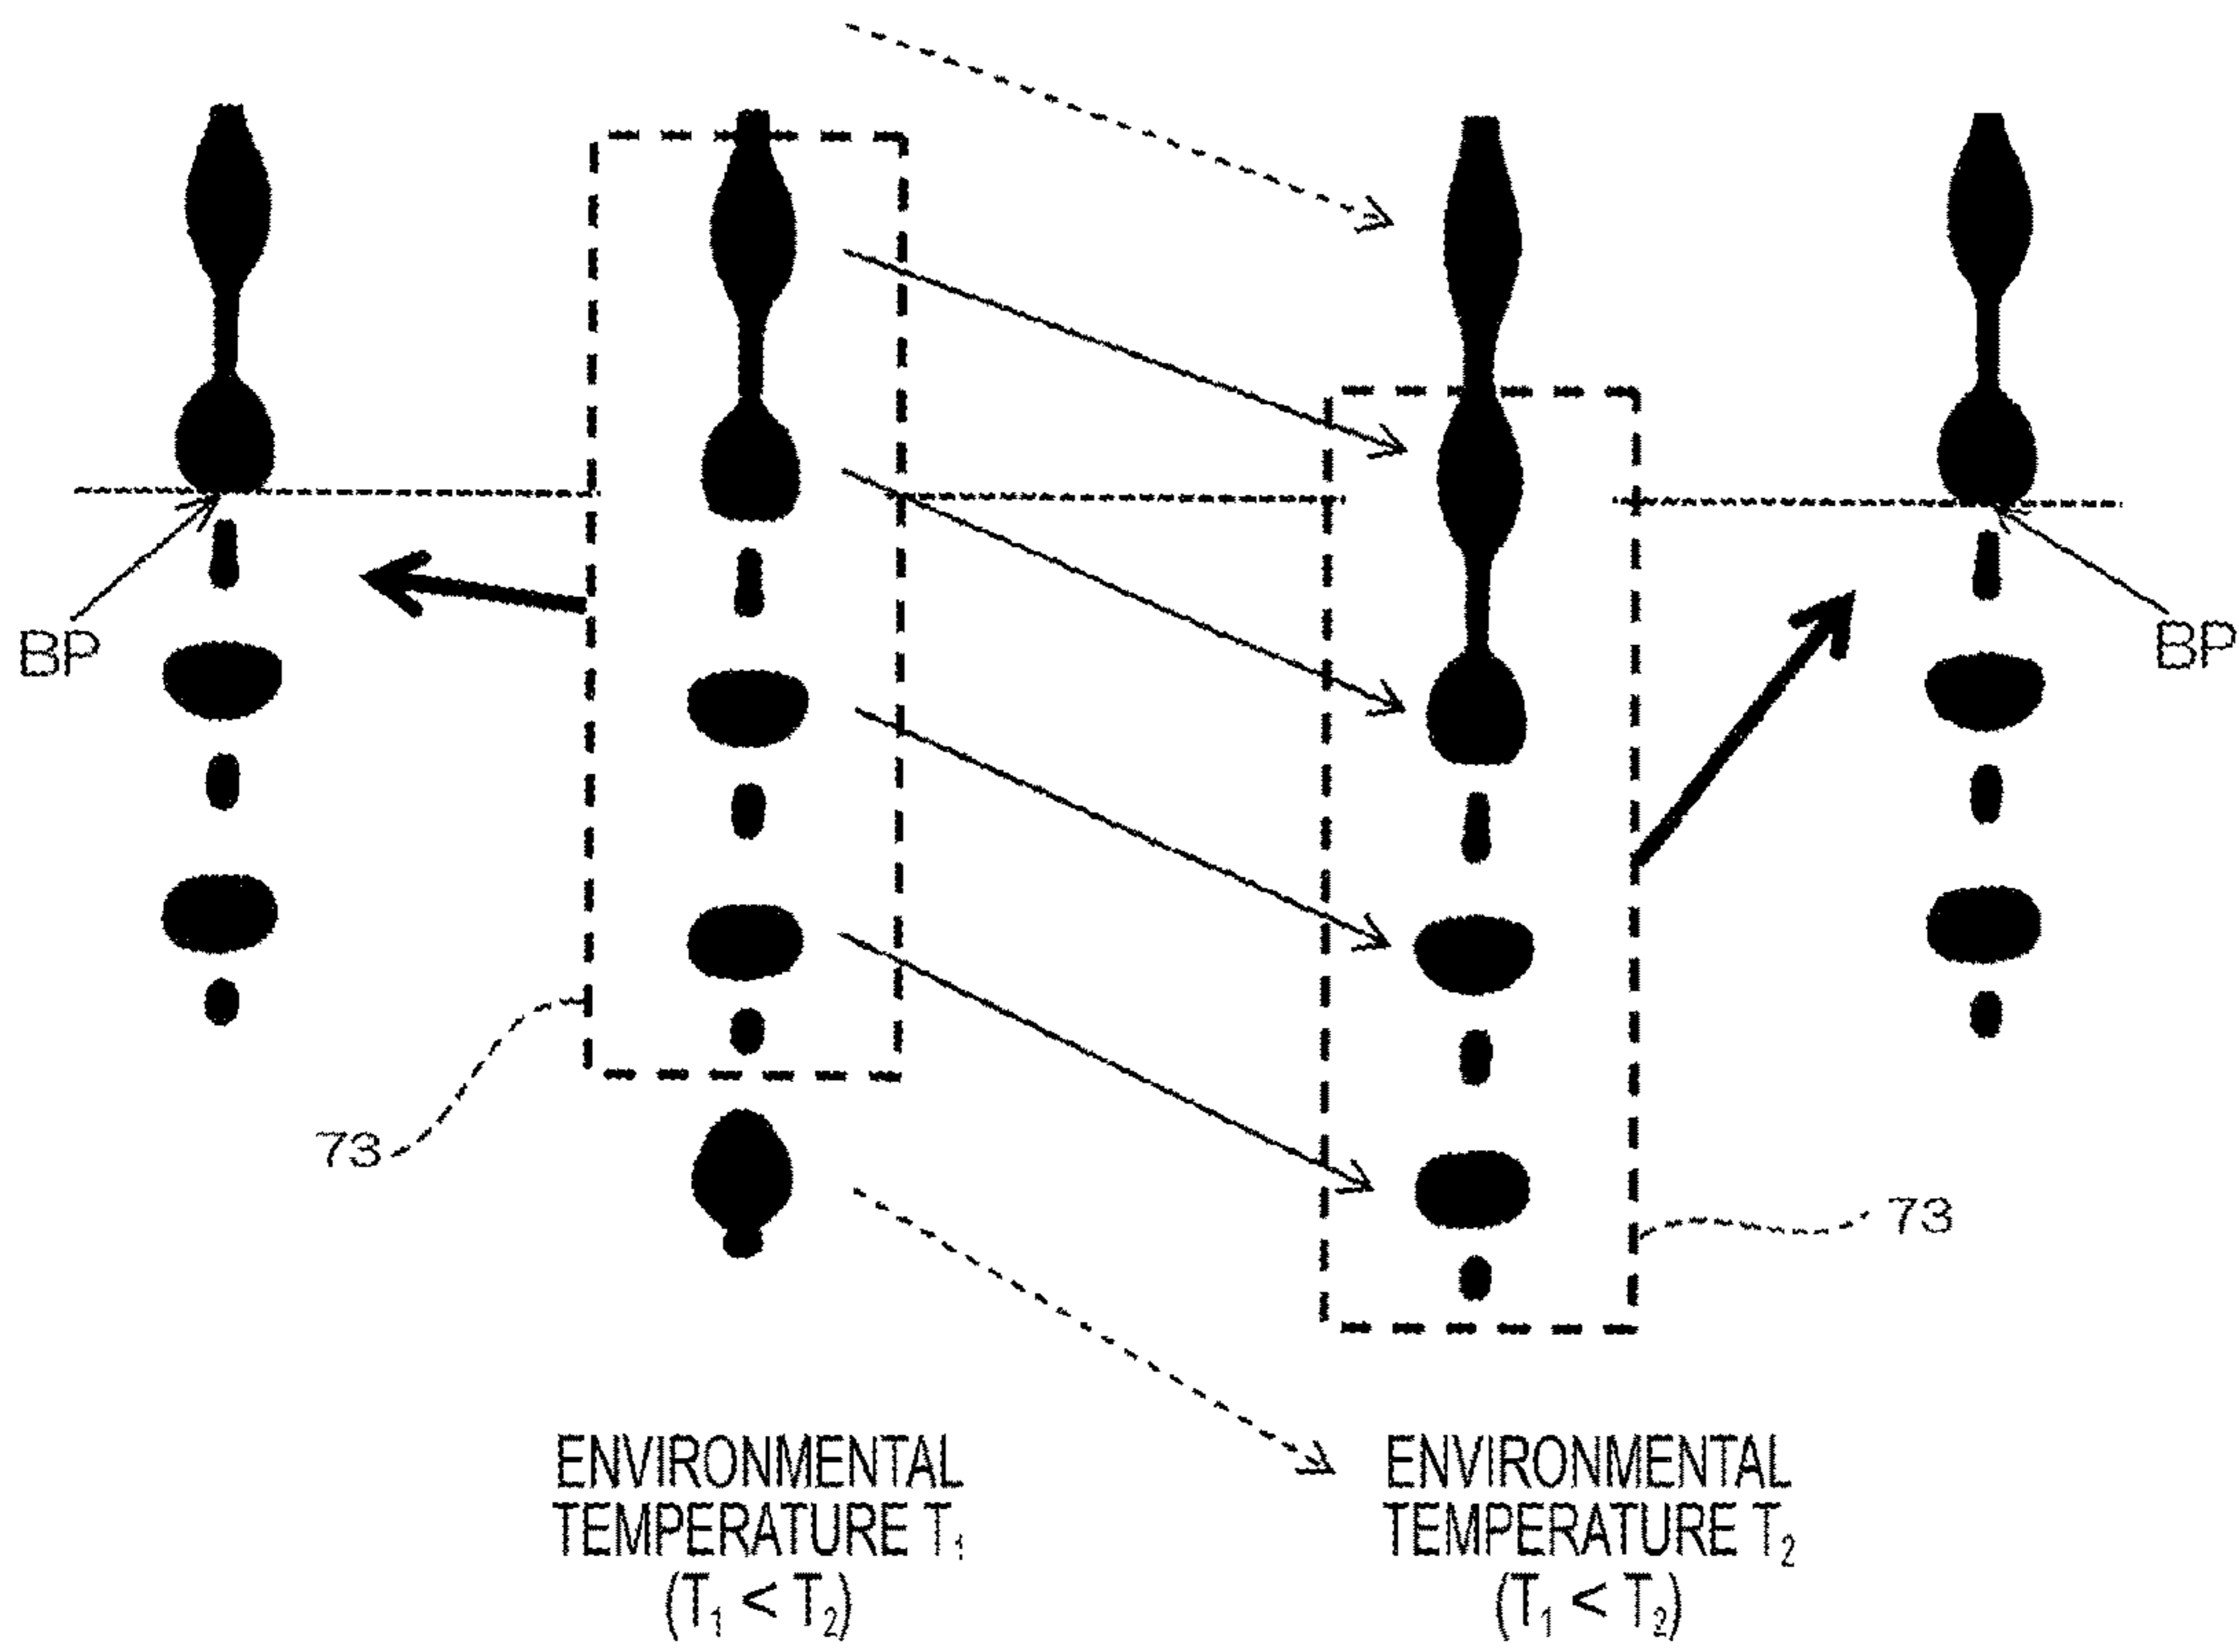 BP
BP
73
73
ENVIRONMENTAL
TEMPERATURE T₁
(T₁ < T₂)
ENVIRONMENTAL
TEMPERATURE T₂
(T₁ < T₂)